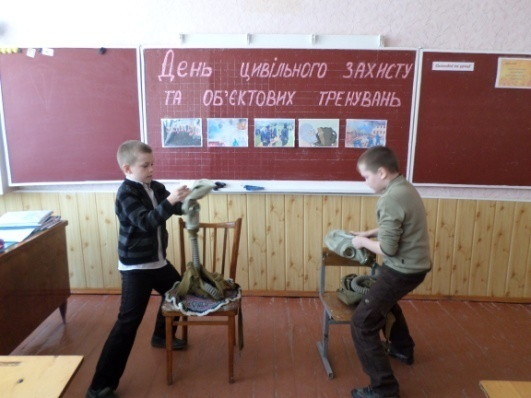 День цивільного захисту
та об'єктових тренувань